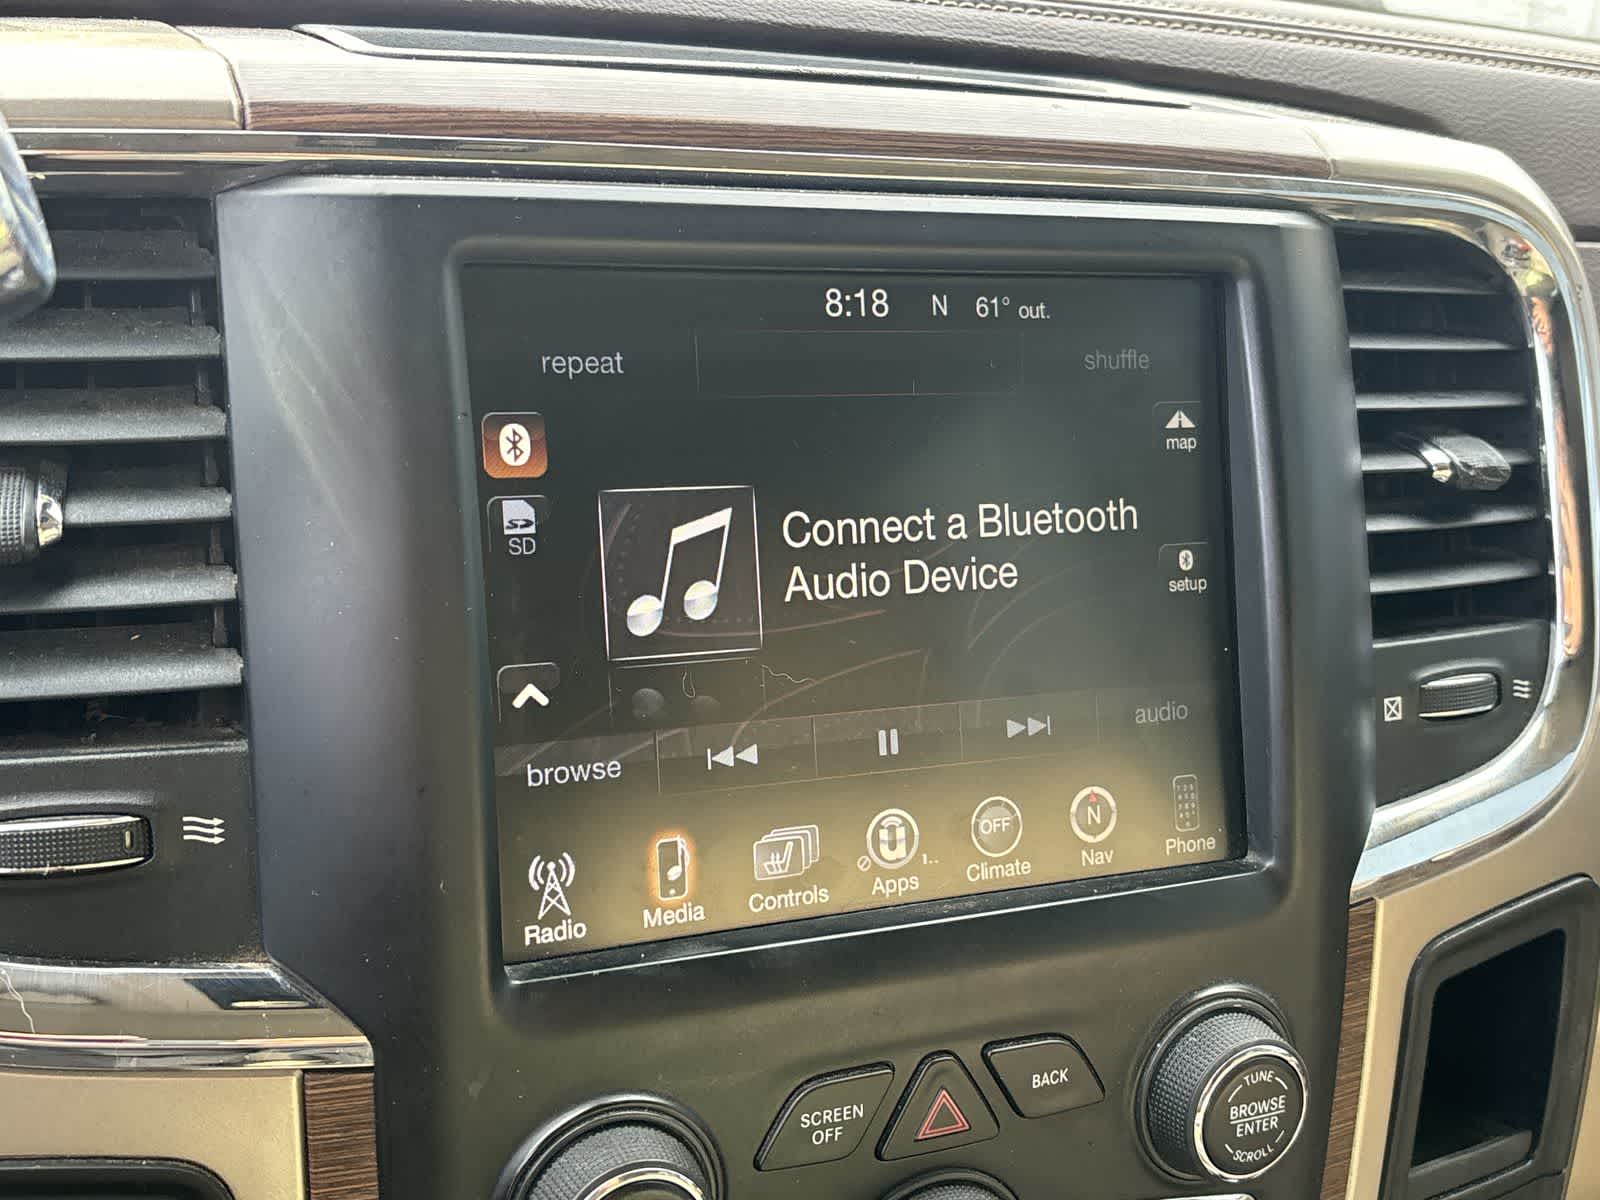 8:18 N 61° out.
repeat shuffle
map
SD
Connect a Bluetooth
Audio Device
setup
browse audio
Radio Media Controls Apps 1.. Climate Nav Phone
OFF
N
SCREEN
OFF
BACK
TUNE
BROWSE
ENTER
SCROLL